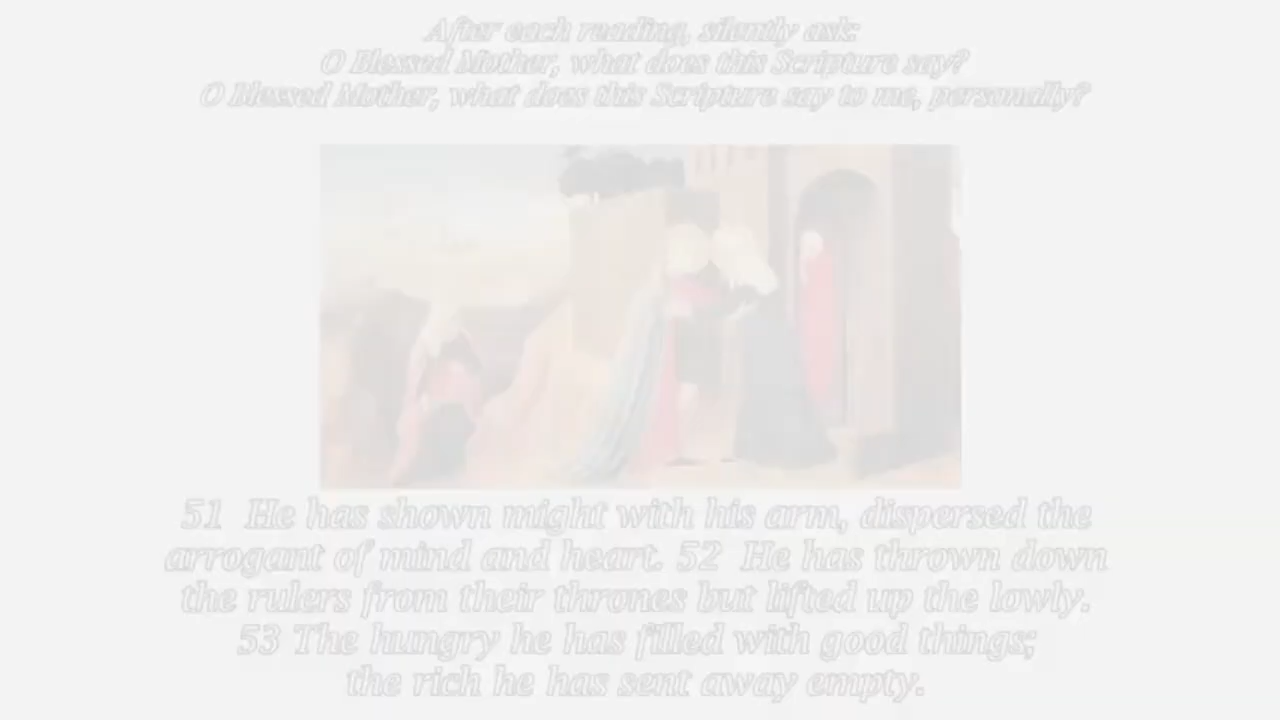 After each reading, silently ask:
O Blessed Mother, what does this Scripture say?
O Blessed Mother, what does this Scripture say to me, personally?
51 He has shown might with his arm, dispersed the
arrogant of mind and heart. 52 He has thrown down
the rulers from their thrones but lifted up the lowly.
53 The hungry he has filled with good things;
the rich he has sent away empty.